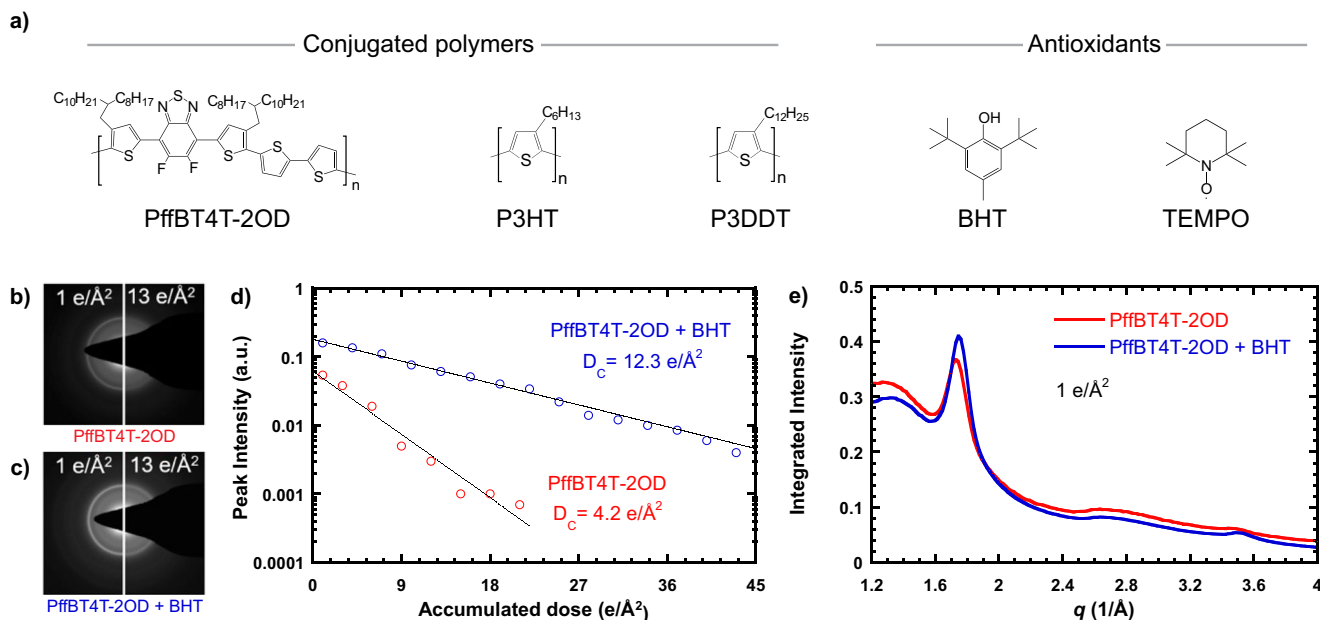 a)
Conjugated polymers
Antioxidants
C10H21 C8H17 N S N C8H17 C10H21
C6H13
C12H25
OH
S F F S S S n
S n
S n
N
O
PffBT4T-2OD
P3HT
P3DDT
BHT
TEMPO
b)
1 e/Å² 13 e/Å²
PffBT4T-2OD
c)
1 e/Å² 13 e/Å²
PffBT4T-2OD + BHT
d)
Peak Intensity (a.u.)
1
0.1
0.01
0.001
0.0001
PffBT4T-2OD + BHT
DC = 12.3 e/Å²
PffBT4T-2OD
DC = 4.2 e/Å²
0 9 18 27 36 45
Accumulated dose (e/Å²)
e)
Integrated Intensity
0.5
0.4
0.3
0.2
0.1
0
PffBT4T-2OD
PffBT4T-2OD + BHT
1 e/Å²
1.2 1.6 2 2.4 2.8 3.2 3.6 4
q (1/Å)